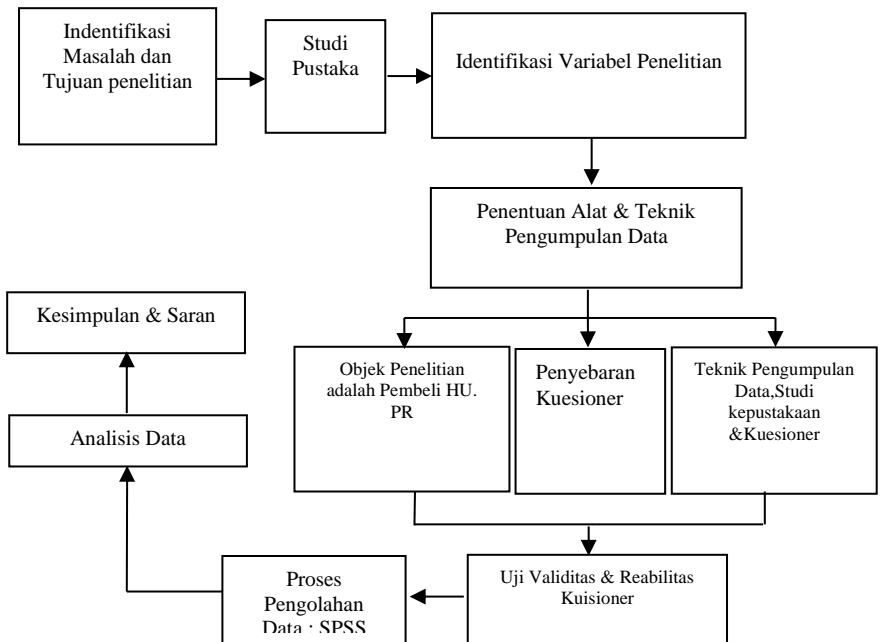 Indentifikasi
Masalah dan
Tujuan penelitian
Studi
Pustaka
Identifikasi Variabel Penelitian
Penentuan Alat & Teknik
Pengumpulan Data
Objek Penelitian
adalah Pembeli HU.
PR
Penyebaran
Kuesioner
Teknik Pengumpulan
Data,Studi
kepustakaan
&Kuesioner
Uji Validitas & Reabilitas
Kuisioner
Proses
Pengolahan
Data : SPSS
Analisis Data
Kesimpulan & Saran